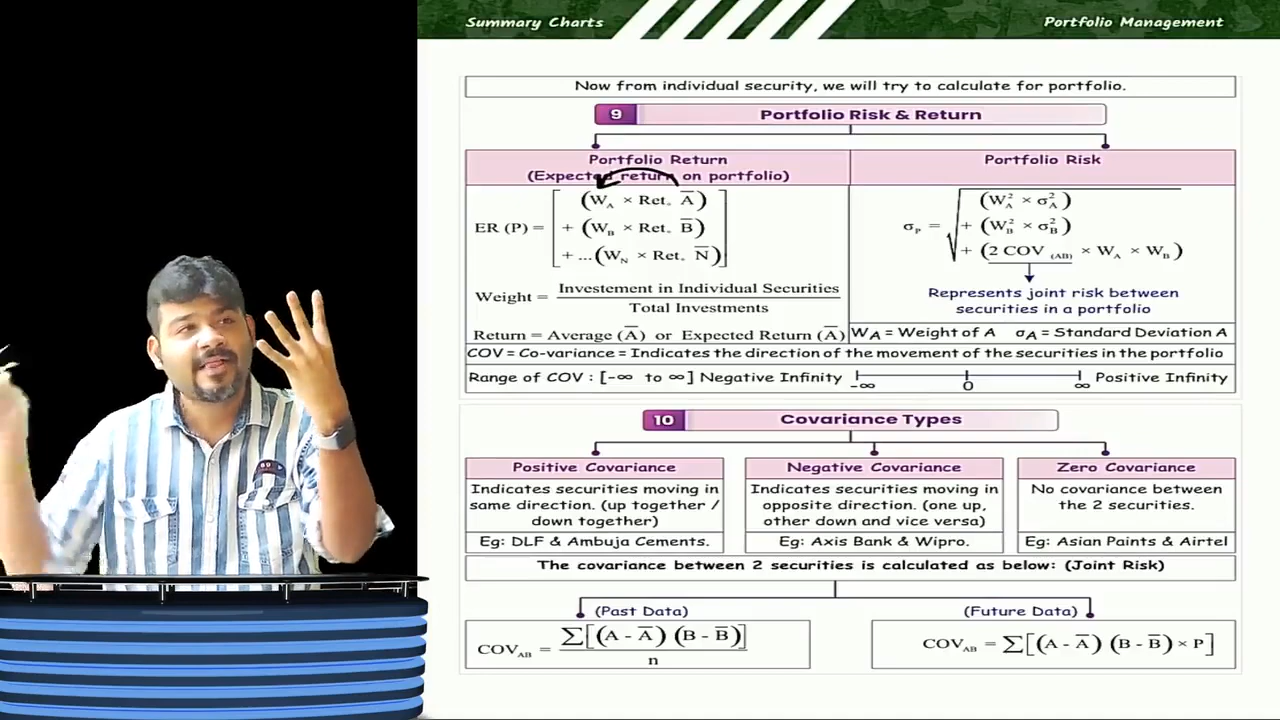 Summary Charts
Portfolio Management
Now from individual security, we will try to calculate for portfolio.
9 Portfolio Risk & Return
Portfolio Return
(Expected return on portfolio)
ER (P) = [ (W_A × Ret. A̅)
+ (W_B × Ret. B̅)
+ ...(W_N × Ret. N̅) ]
Weight = Investement in Individual Securities / Total Investments
Return = Average (A̅) or Expected Return (A̅)
Portfolio Risk
σ_P = √ (W_A² × σ_A²)
+ (W_B² × σ_B²)
+ (2 COV (AB) × W_A × W_B)
Represents joint risk between
securities in a portfolio
W_A = Weight of A σ_A = Standard Deviation A
COV = Co-variance = Indicates the direction of the movement of the securities in the portfolio
Range of COV : [-∞ to ∞] Negative Infinity -∞ 0 ∞ Positive Infinity
10 Covariance Types
Positive Covariance
Indicates securities moving in
same direction. (up together /
down together)
Eg: DLF & Ambuja Cements.
Negative Covariance
Indicates securities moving in
opposite direction. (one up,
other down and vice versa)
Eg: Axis Bank & Wipro.
Zero Covariance
No covariance between
the 2 securities.
Eg: Asian Paints & Airtel
The covariance between 2 securities is calculated as below: (Joint Risk)
(Past Data)
COV_AB = ∑[(A - A̅) (B - B̅)] / n
(Future Data)
COV_AB = ∑[(A - A̅) (B - B̅) × P]